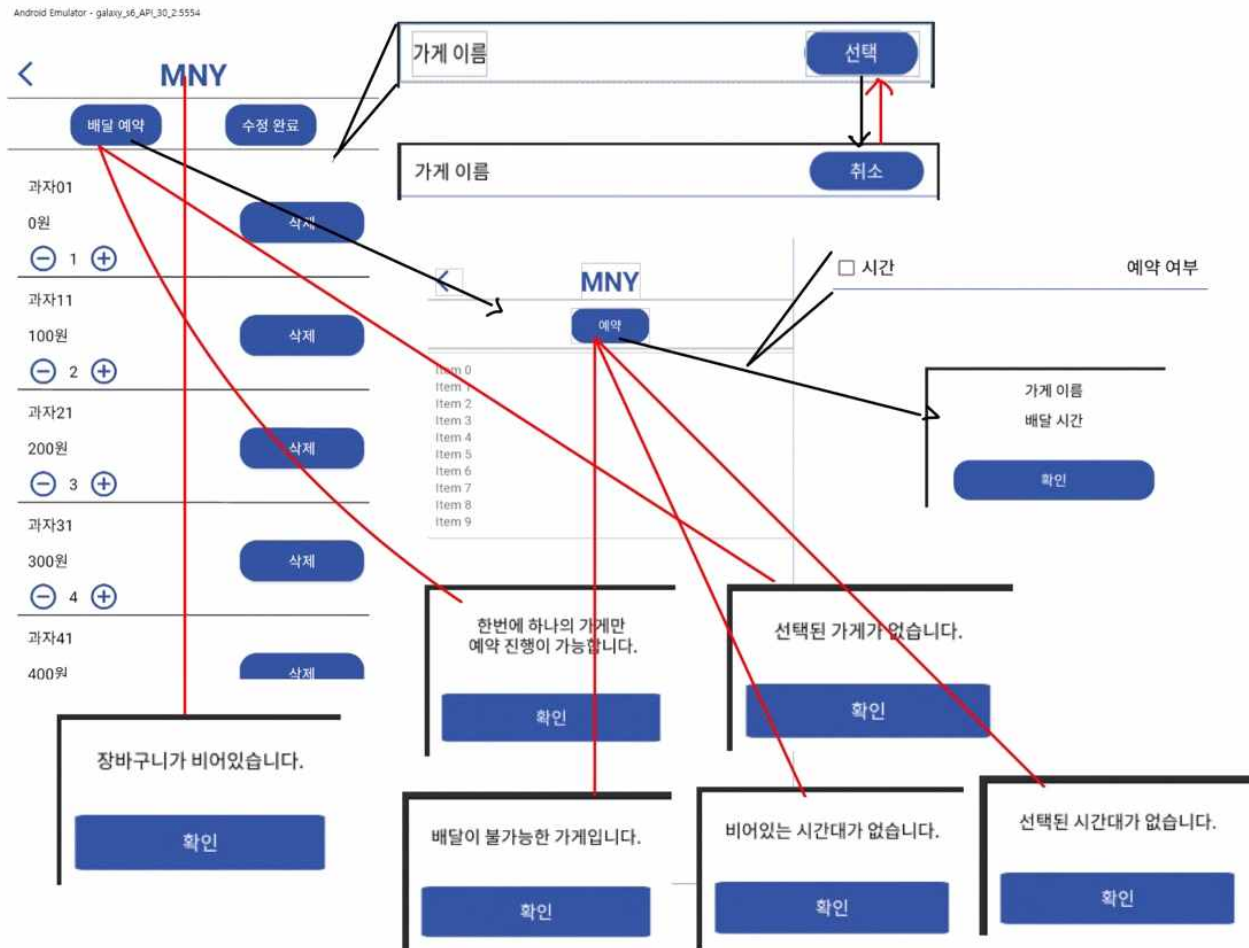 Android Emulator - galaxy_s6_API_30_2:5554
MNY
배달 예약
수정 완료
과자01
0원
삭제
1
과자11
100원
삭제
2
과자21
200원
삭제
3
과자31
300원
삭제
4
과자41
400원
삭제
가게 이름
선택
가게 이름
취소
MNY
예약
Item 0
Item 1
Item 2
Item 3
Item 4
Item 5
Item 6
Item 7
Item 8
Item 9
시간
예약 여부
가게 이름
배달 시간
확인
한번에 하나의 가게만
예약 진행이 가능합니다.
확인
선택된 가게가 없습니다.
확인
장바구니가 비어있습니다.
확인
배달이 불가능한 가게입니다.
확인
비어있는 시간대가 없습니다.
확인
선택된 시간대가 없습니다.
확인